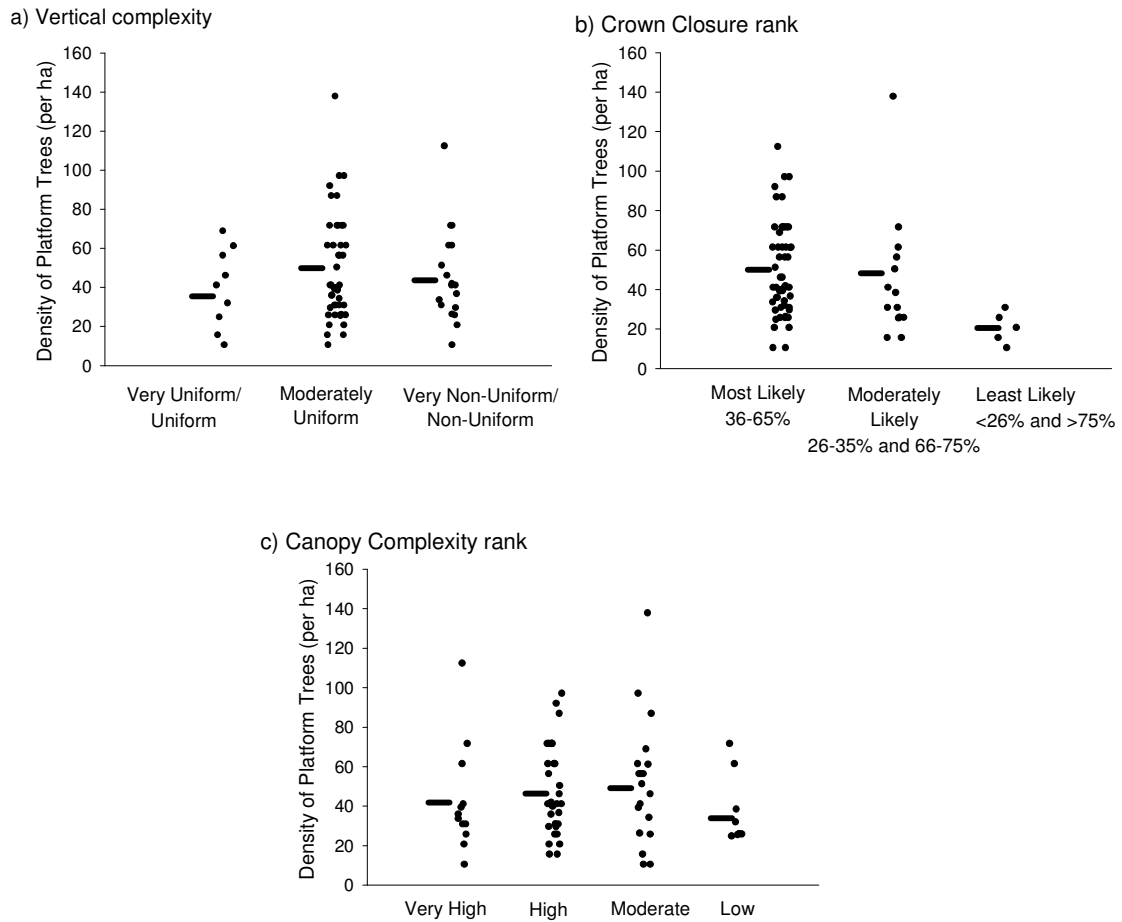 a) Vertical complexity
Density of Platform Trees (per ha)
160
140
120
100
80
60
40
20
0
Very Uniform/
Uniform
Moderately
Uniform
Very Non-Uniform/
Non-Uniform
b) Crown Closure rank
Density of Platform Trees (per ha)
160
140
120
100
80
60
40
20
0
Most Likely
36-65%
Moderately
Likely
26-35% and 66-75%
Least Likely
<26% and >75%
c) Canopy Complexity rank
Density of Platform Trees (per ha)
160
140
120
100
80
60
40
20
0
Very High
High
Moderate
Low